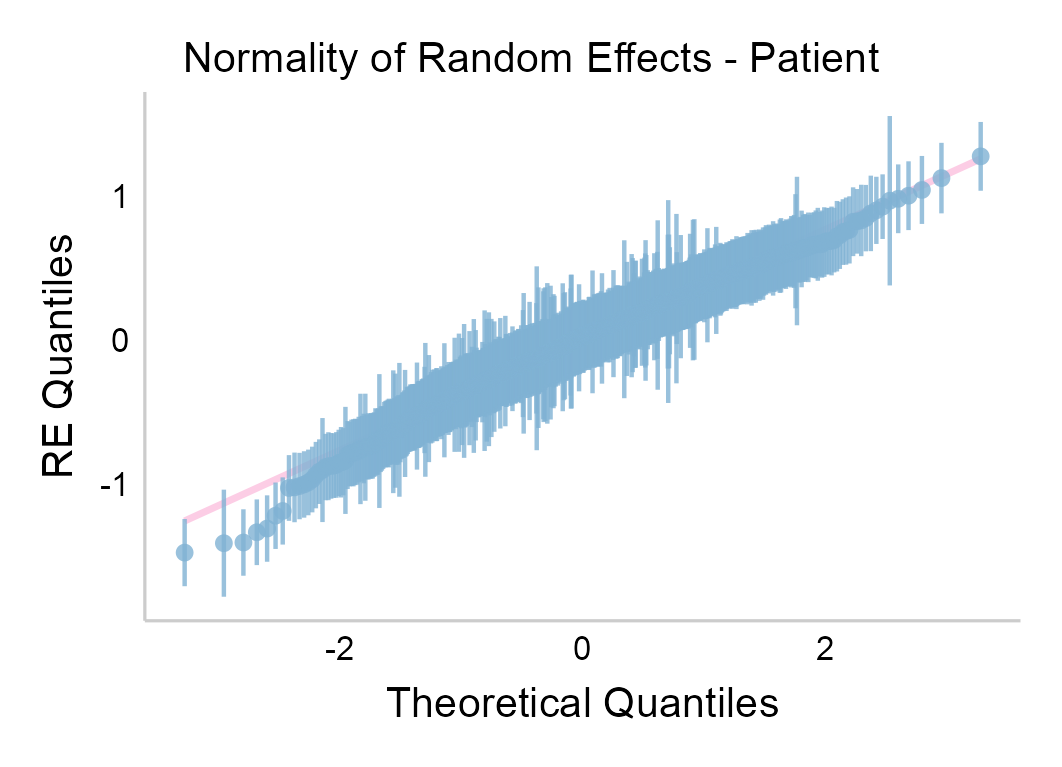 Normality of Random Effects - Patient
RE Quantiles
1
0
-1
-2
0
2
Theoretical Quantiles